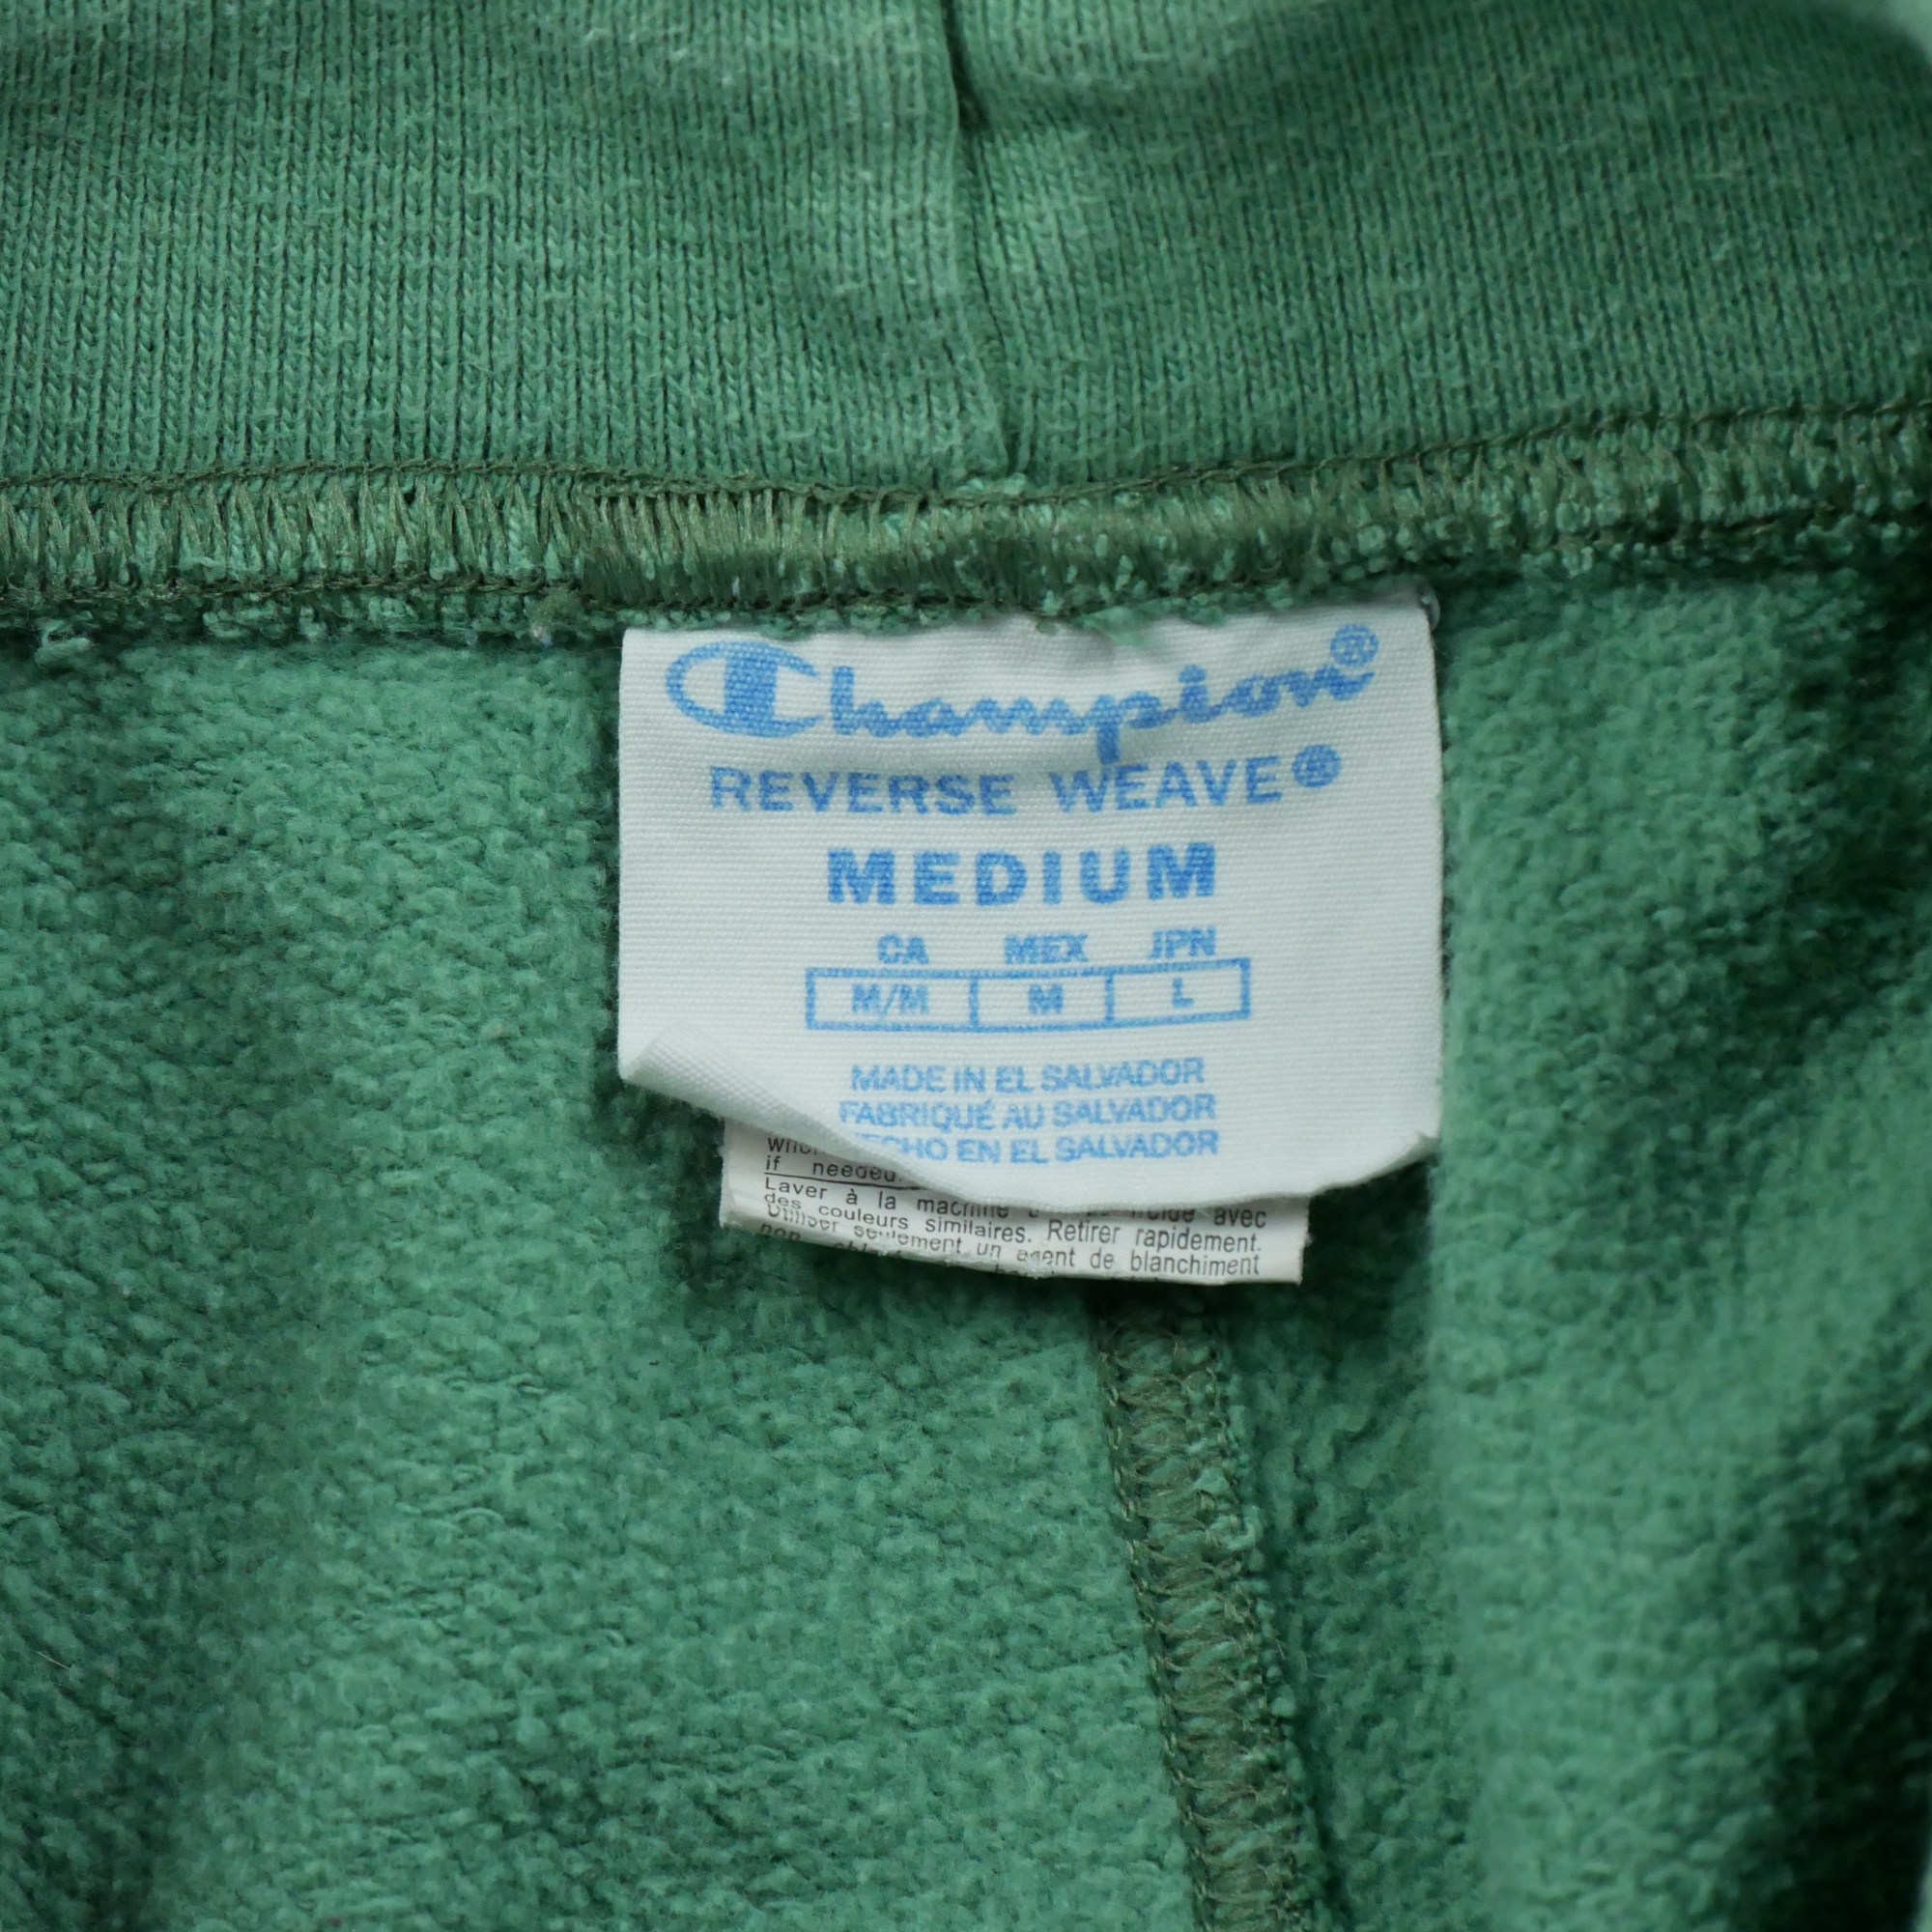 Champion®
REVERSE WEAVE®
MEDIUM
CA MEX JPN
M/M M L
MADE IN EL SALVADOR
FABRIQUÉ AU SALVADOR
EN EL SALVADOR
if needed.
Laver à la machine avec
des couleurs similaires. Retirer rapidement.
Utiliser seulement un agent de blanchiment